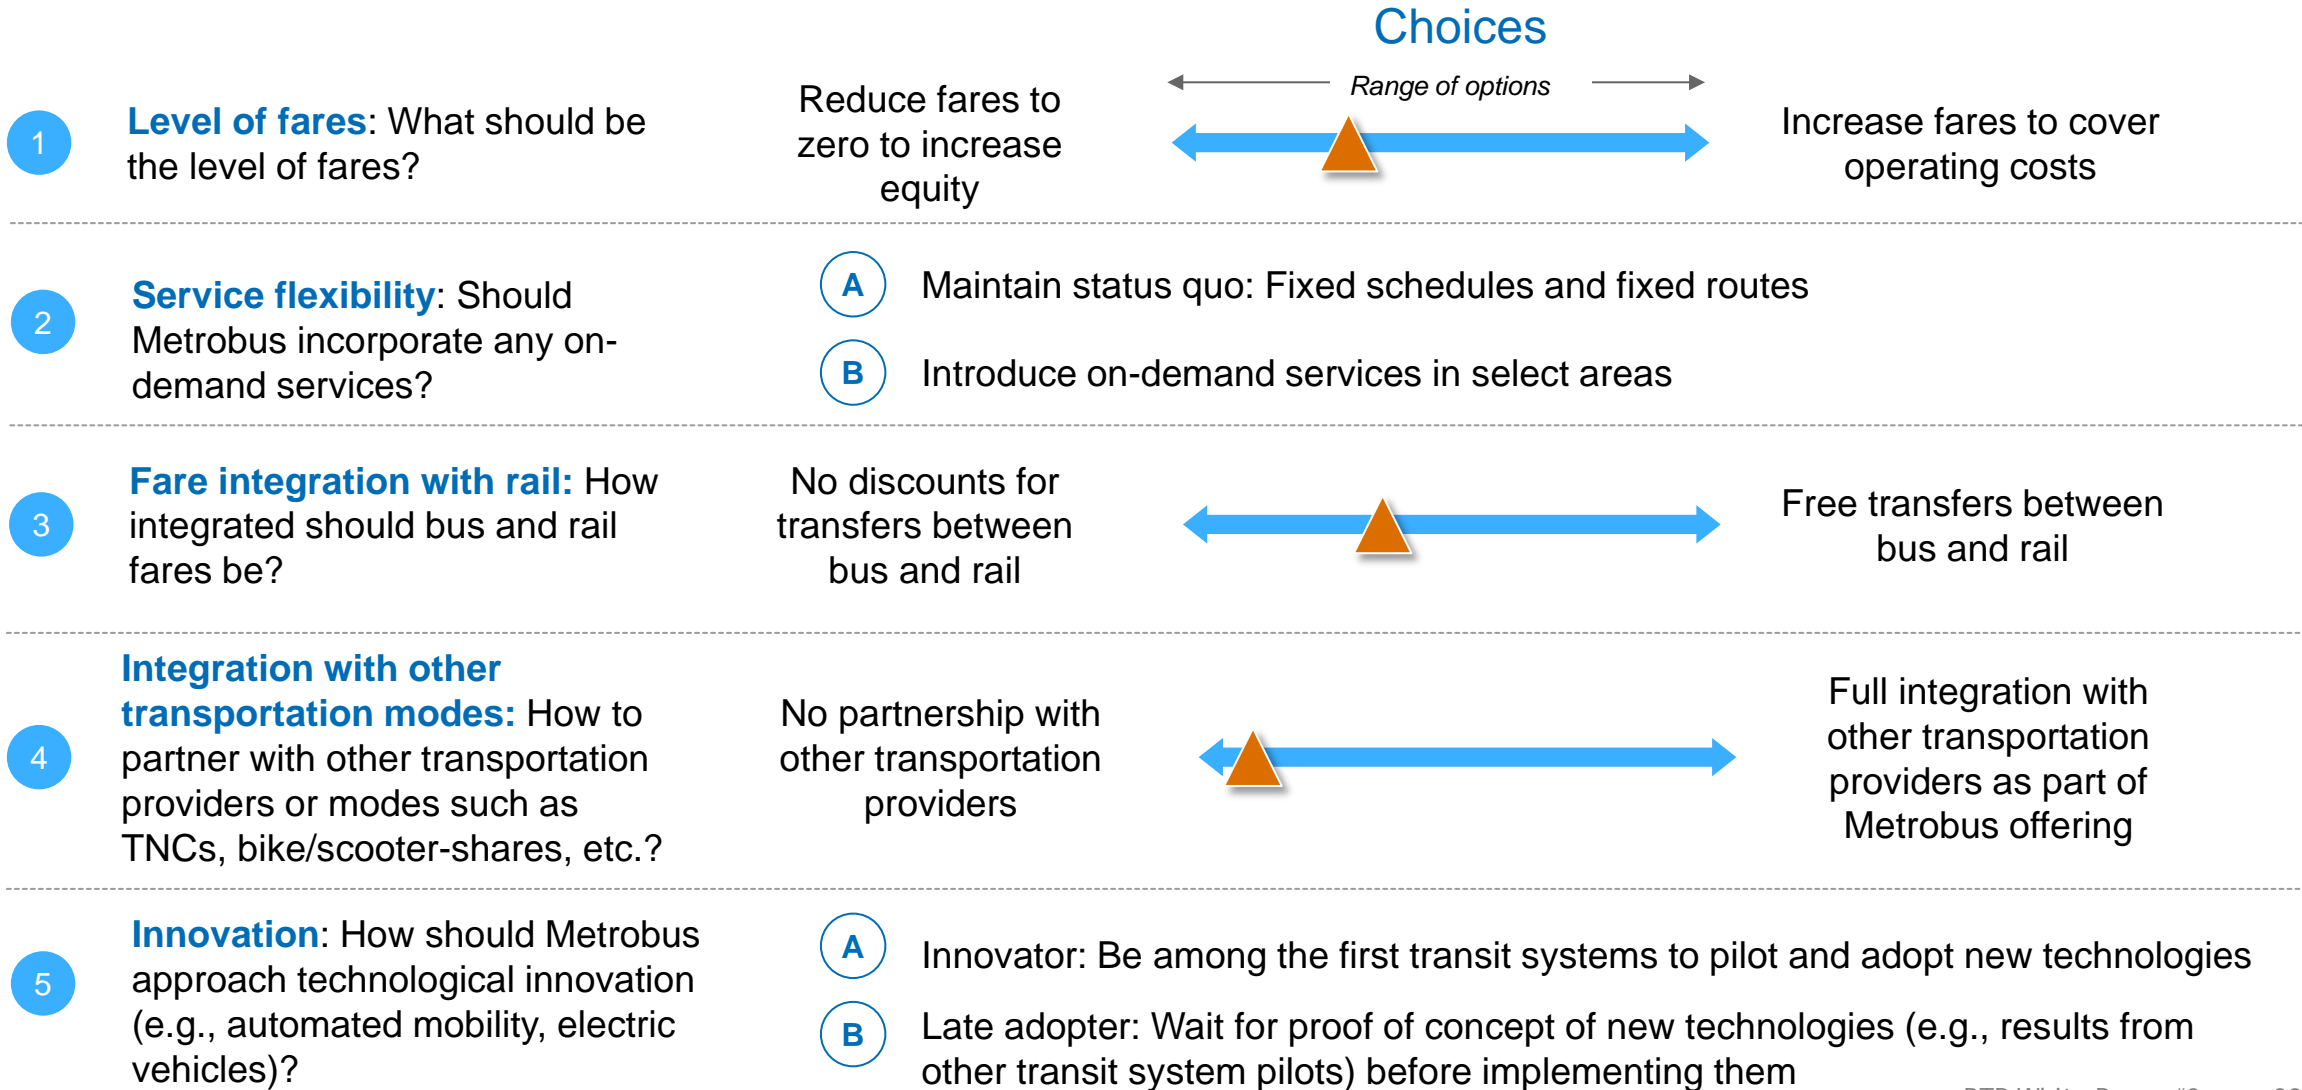 Choices
Range of options
1
Level of fares: What should be
the level of fares?
Reduce fares to
zero to increase
equity
Increase fares to cover
operating costs
2
Service flexibility: Should
Metrobus incorporate any on-
demand services?
A
Maintain status quo: Fixed schedules and fixed routes
B
Introduce on-demand services in select areas
3
Fare integration with rail: How
integrated should bus and rail
fares be?
No discounts for
transfers between
bus and rail
Free transfers between
bus and rail
4
Integration with other
transportation modes: How to
partner with other transportation
providers or modes such as
TNCs, bike/scooter-shares, etc.?
No partnership with
other transportation
providers
Full integration with
other transportation
providers as part of
Metrobus offering
5
Innovation: How should Metrobus
approach technological innovation
(e.g., automated mobility, electric
vehicles)?
A
Innovator: Be among the first transit systems to pilot and adopt new technologies
B
Late adopter: Wait for proof of concept of new technologies (e.g., results from
other transit system pilots) before implementing them